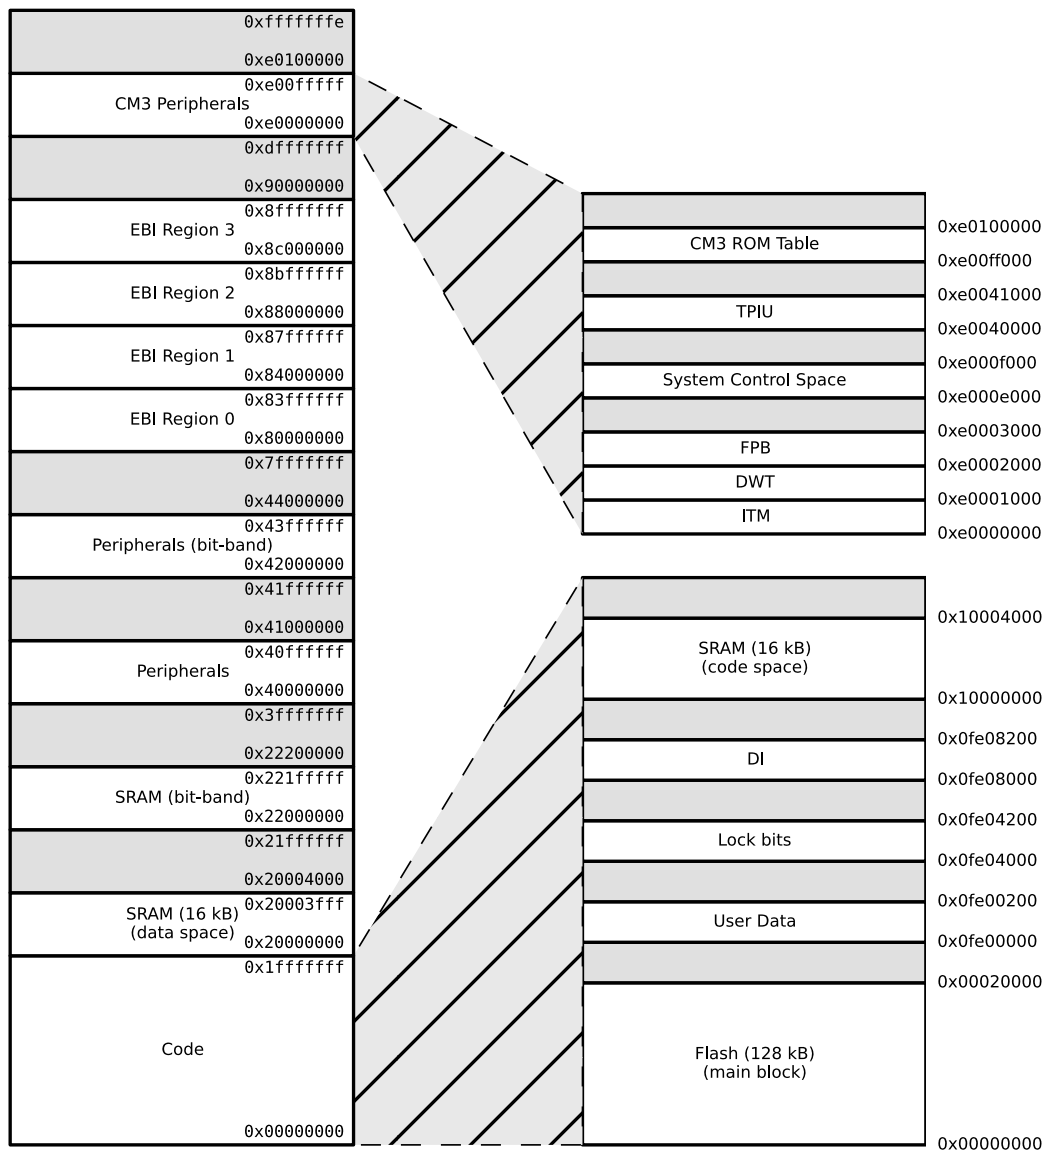 0xfffffffe
0xe0100000
0xe00fffff
CM3 Peripherals
0xe0000000
0xdfffffff
0x90000000
0x8fffffff
EBI Region 3
0x8c000000
0x8bffffff
EBI Region 2
0x88000000
0x87ffffff
EBI Region 1
0x84000000
0x83ffffff
EBI Region 0
0x80000000
0x7fffffff
0x44000000
0x43ffffff
Peripherals (bit-band)
0x42000000
0x41ffffff
0x41000000
0x40ffffff
Peripherals
0x40000000
0x3fffffff
0x22200000
0x221fffff
SRAM (bit-band)
0x22000000
0x21ffffff
0x20004000
0x20003fff
SRAM (16 kB)
(data space)
0x20000000
0x1fffffff
Code
0x00000000
0xe0100000
CM3 ROM Table
0xe00ff000
0xe0041000
TPIU
0xe0040000
0xe000f000
System Control Space
0xe000e000
0xe0003000
FPB
0xe0002000
DWT
0xe0001000
ITM
0xe0000000
0x10004000
SRAM (16 kB)
(code space)
0x10000000
0x0fe08200
DI
0x0fe08000
0x0fe04200
Lock bits
0x0fe04000
0x0fe00200
User Data
0x0fe00000
0x00020000
Flash (128 kB)
(main block)
0x00000000